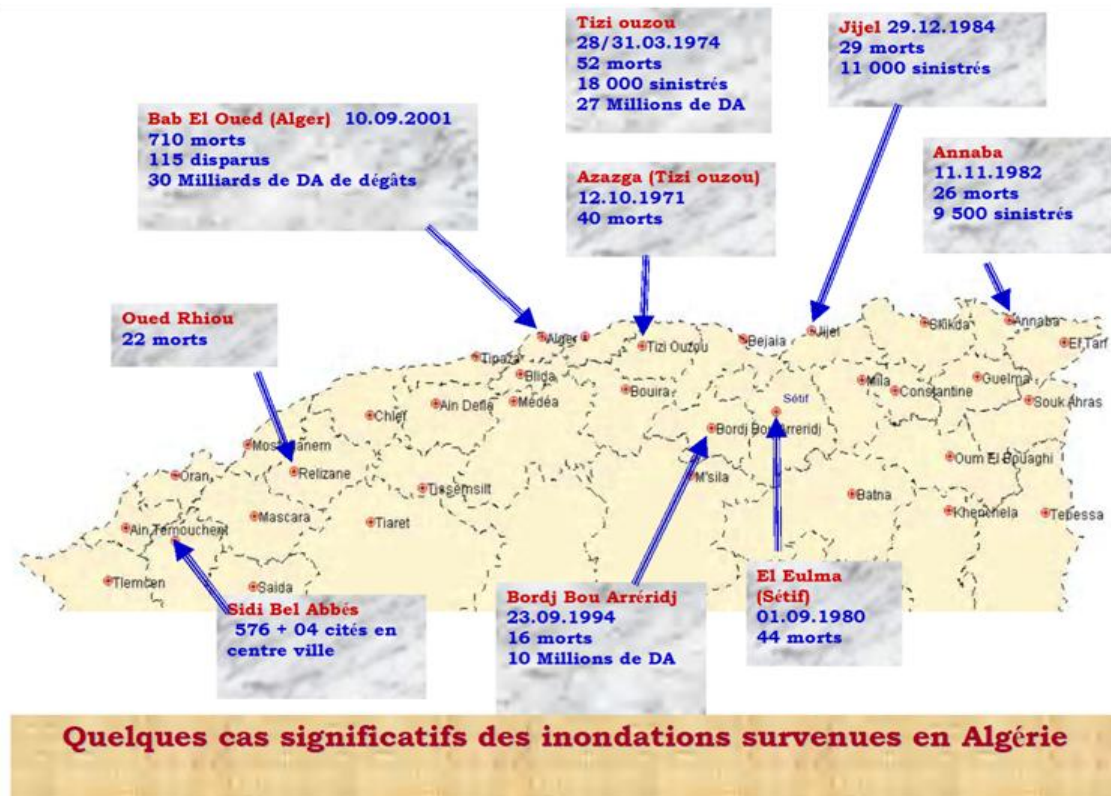 Tizi ouzou
28/31.03.1974
52 morts
18 000 sinistrés
27 Millions de DA
Jijel 29.12.1984
29 morts
11 000 sinistrés
Bab El Oued (Alger) 10.09.2001
710 morts
115 disparus
30 Milliards de DA de dégâts
Azazga (Tizi ouzou)
12.10.1971
40 morts
Annaba
11.11.1982
26 morts
9 500 sinistrés
Oued Rhiou
22 morts
Alger
Tizi Ouzou
Bejaia
Jijel
Skikda
Annaba
El Tarf
Tipaza
Blida
Médéa
Bouira
Mila
Constantine
Guelma
Souk Ahras
Chlef
Ain Defle
Sétif
Bordj Bou Arreridj
Mostaganem
Relizane
Oran
Tissemsilt
M'sila
Batna
Oum El Bouaghi
Khenchela
Tebessa
Ain Temouchent
Mascara
Tiaret
Tlemcen
Saida
Sidi Bel Abbés
576 + 04 cités en
centre ville
Bordj Bou Arréridj
23.09.1994
16 morts
10 Millions de DA
El Eulma
(Sétif)
01.09.1980
44 morts
Quelques cas significatifs des inondations survenues en Algérie